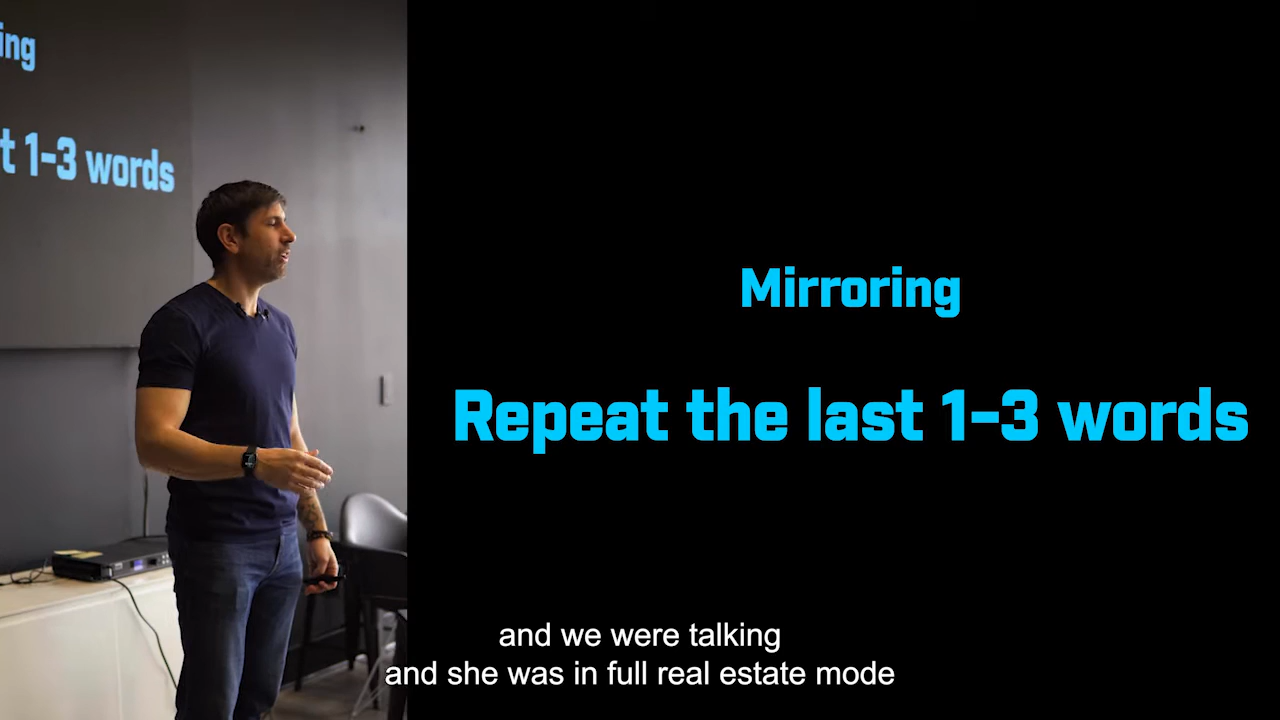 ing
t 1-3 words
Mirroring
Repeat the last 1-3 words
and we were talking
and she was in full real estate mode